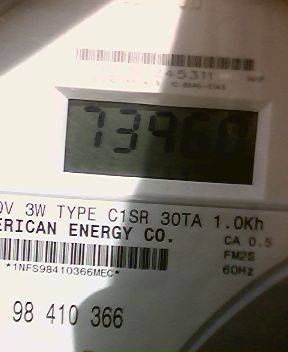 45311
73960
0V 3W TYPE C1SR 30TA 1.0Kh
ERICAN ENERGY CO.
CA 0.5
FM2S
60Hz
*1NFS98410366MEC*
98 410 366